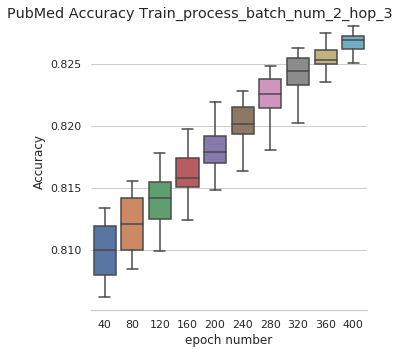 PubMed Accuracy Train_process_batch_num_2_hop_3
0.825
0.820
0.815
0.810
Accuracy
40 80 120 160 200 240 280 320 360 400
epoch number